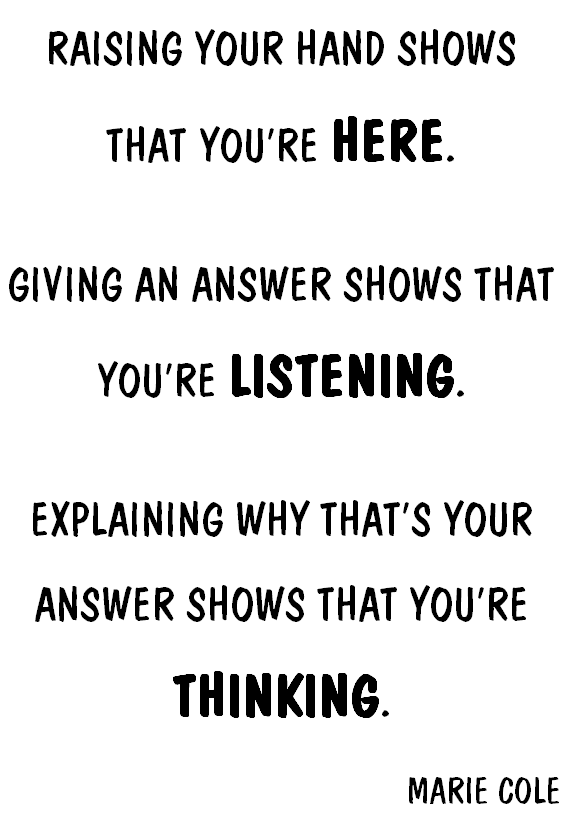 RAISING YOUR HAND SHOWS
THAT YOU'RE HERE.
GIVING AN ANSWER SHOWS THAT
YOU'RE LISTENING.
EXPLAINING WHY THAT'S YOUR
ANSWER SHOWS THAT YOU'RE
THINKING.
MARIE COLE